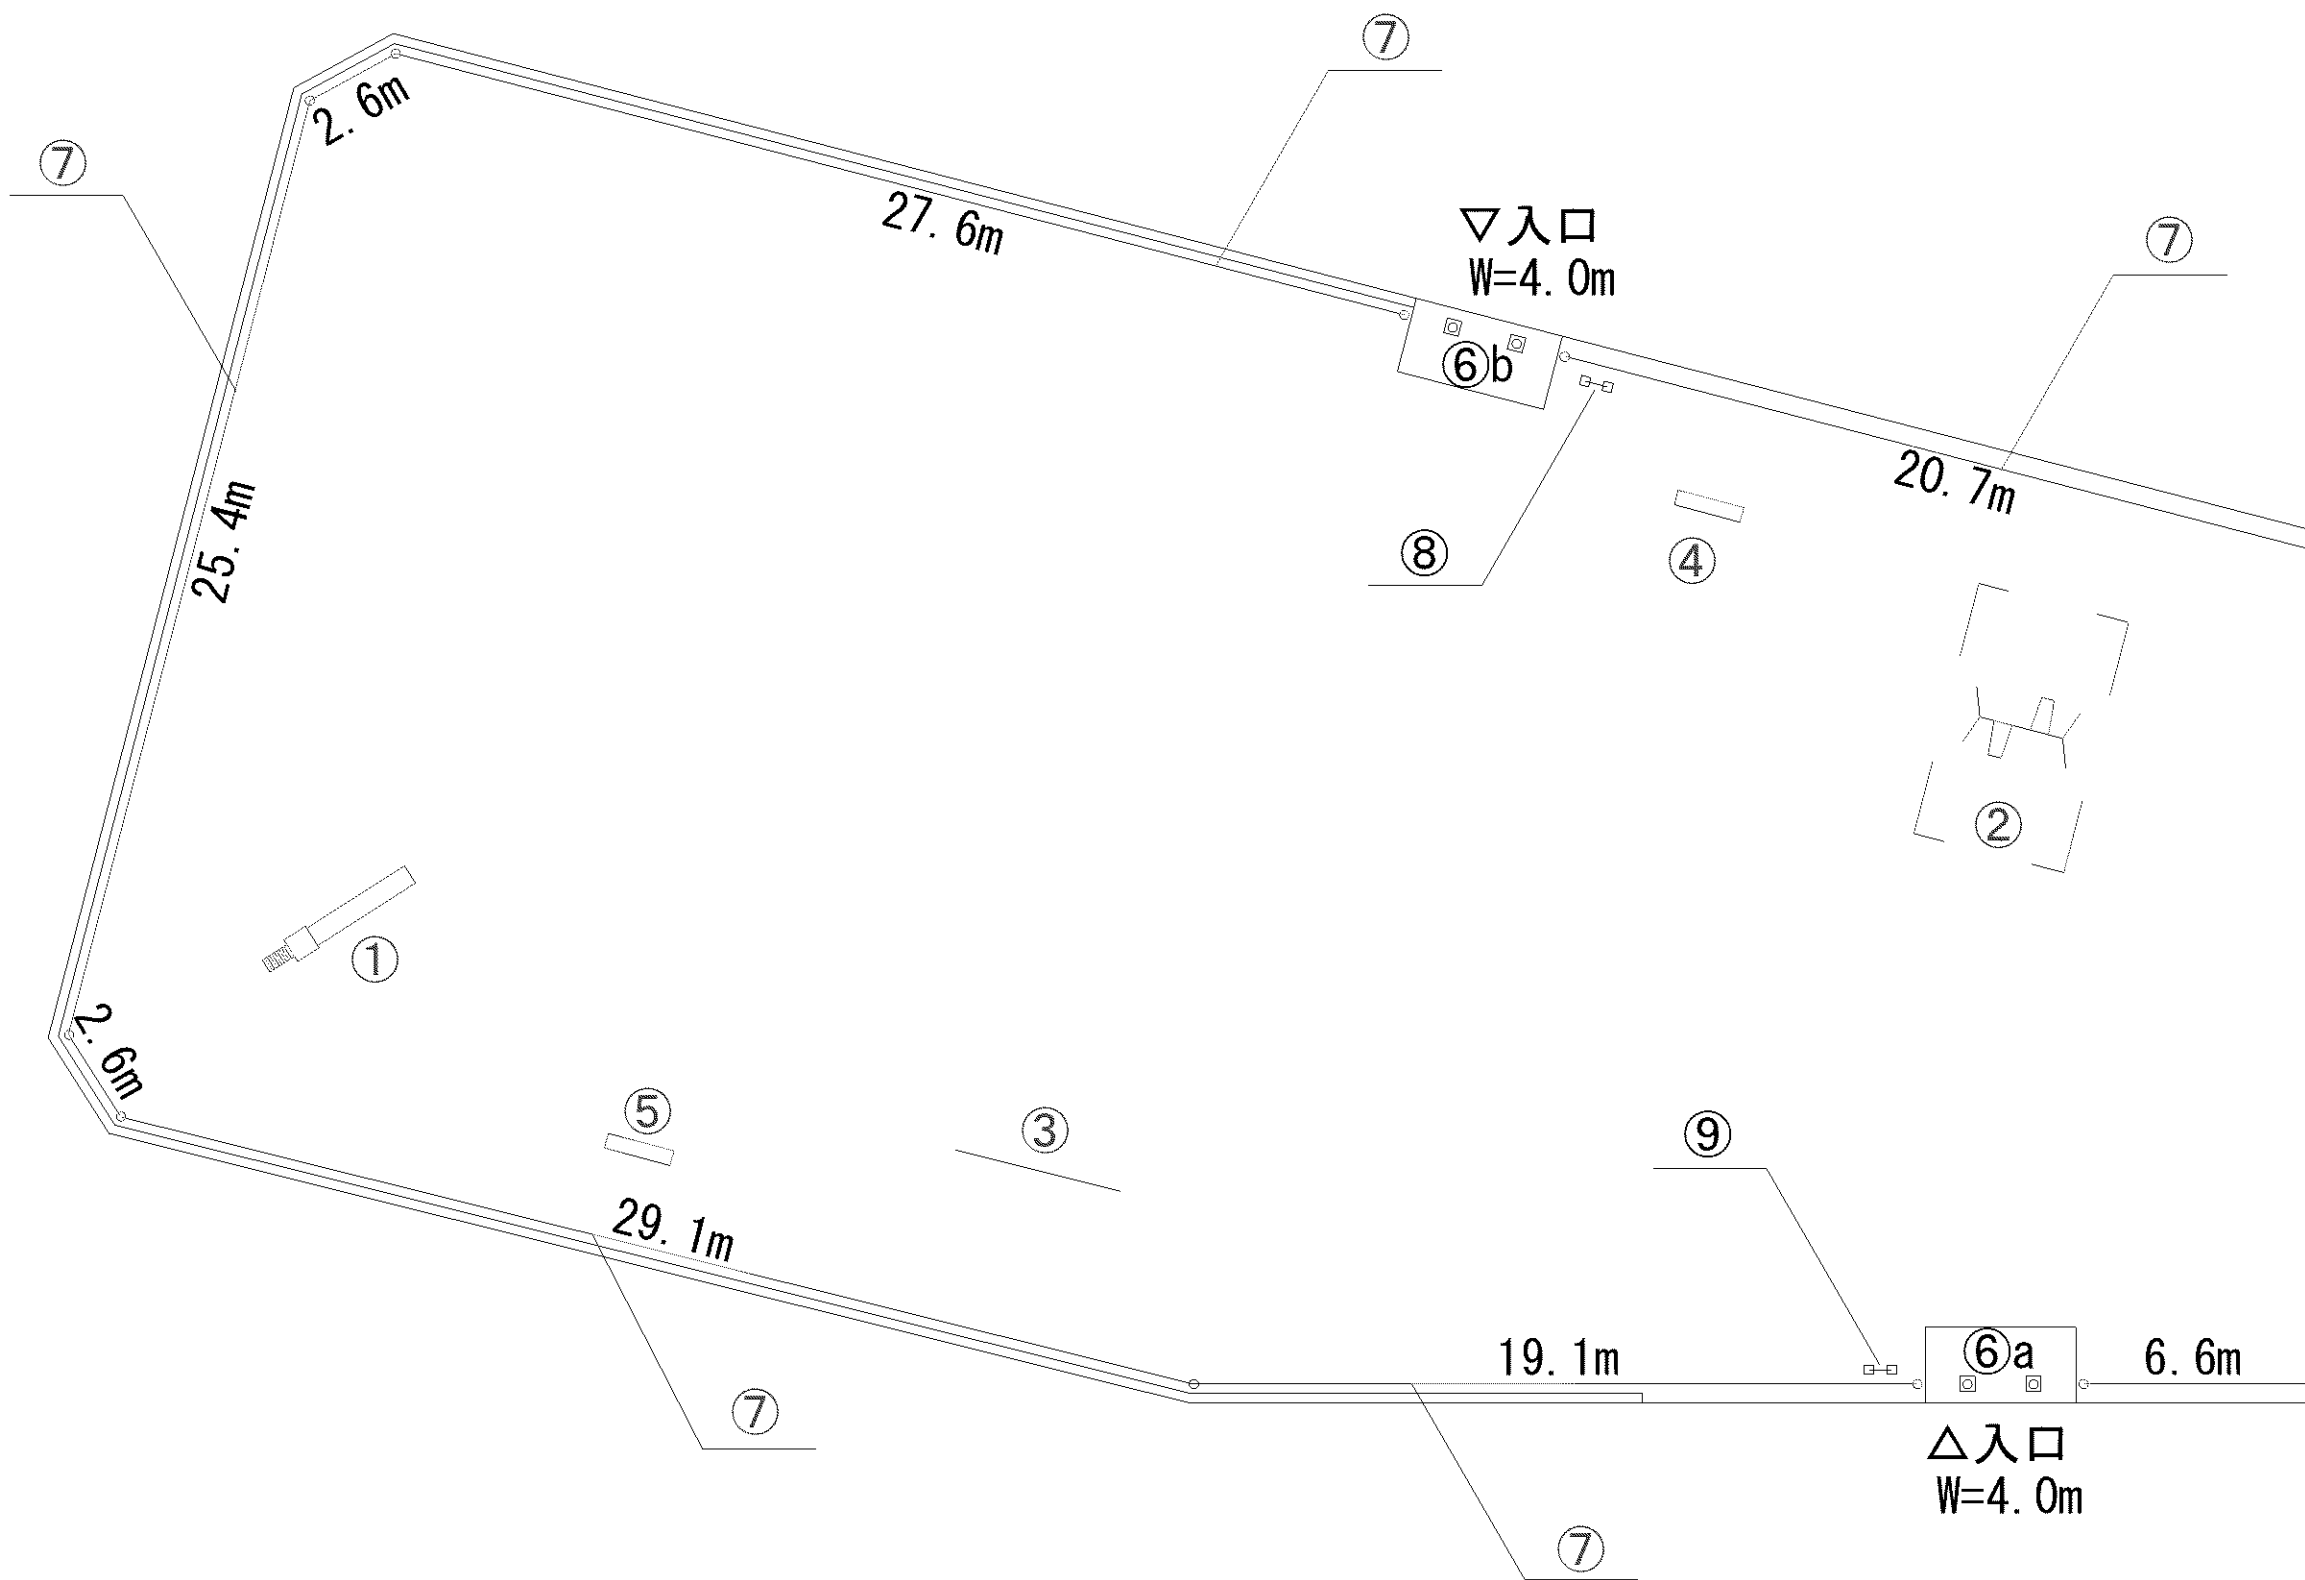 ⑦
⑦
2.6m
27.6m
▽入口
W=4.0m
⑦
⑥b
20.7m
25.4m
⑧
④
②
①
2.6m
⑤
③
⑨
29.1m
19.1m
⑥a
6.6m
⑦
△入口
W=4.0m
⑦